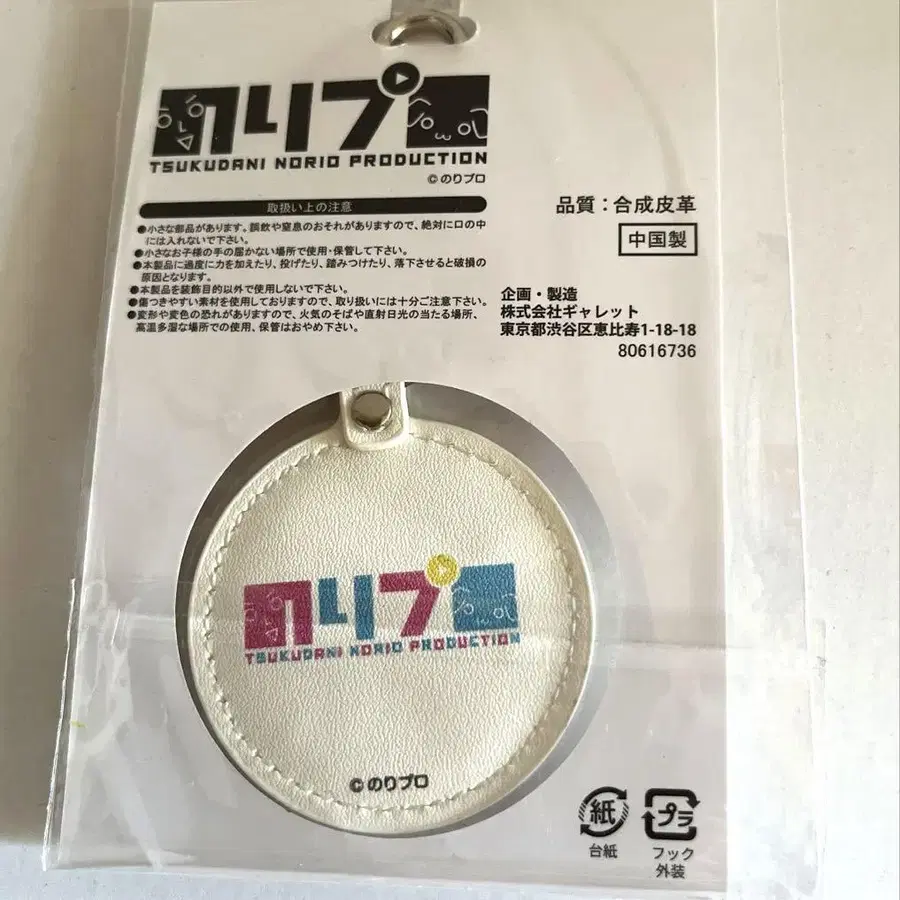 のりプロ
TSUKUDANI NORIO PRODUCTION
©のりプロ
取扱い上の注意
●小さな部品があります。誤飲や窒息のおそれがありますので、絶対に口の中
には入れないで下さい。
●小さなお子様の手の届かない場所で使用・保管して下さい。
●本製品に過度に力を加えたり、投げたり、踏みつけたり、落下させると破損の
原因となります。
●本製品を装飾目的以外で使用しないで下さい。
●傷つきやすい素材を使用しておりますので、取り扱いには十分ご注意下さい。
●変形や変色の恐れがありますので、火気のそばや直射日光の当たる場所、
高温多湿な場所での使用、保管はおやめ下さい。
品質:合成皮革
中国製
企画・製造
株式会社ギャレット
東京都渋谷区恵比寿1-18-18
80616736
のりプロ
TSUKUDANI NORIO PRODUCTION
©のりプロ
紙
台紙
プラ
フック
外装